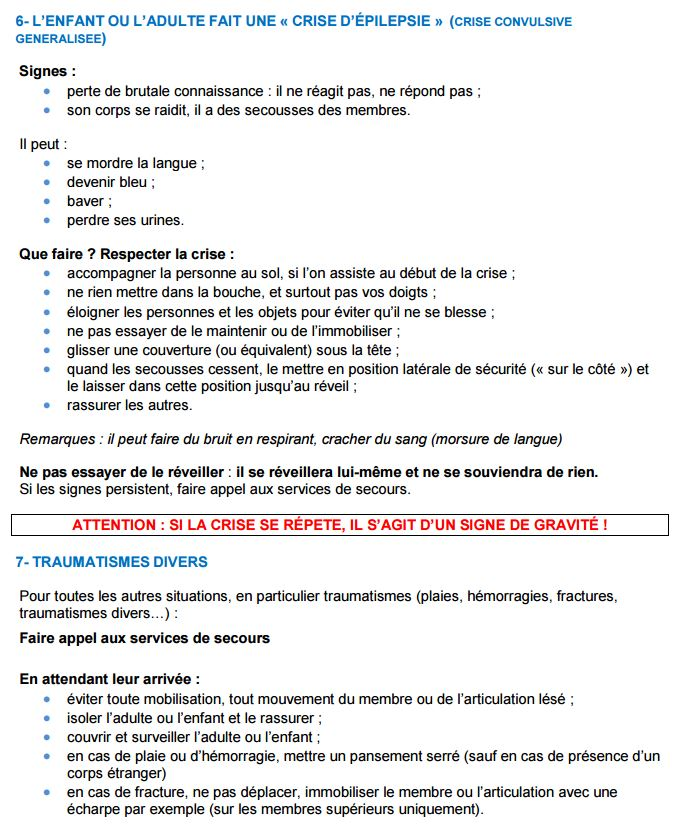 6- L'ENFANT OU L'ADULTE FAIT UNE « CRISE D'ÉPILEPSIE » (CRISE CONVULSIVE
GENERALISEE)
Signes :
• perte de brutale connaissance : il ne réagit pas, ne répond pas ;
• son corps se raidit, il a des secousses des membres.
Il peut :
• se mordre la langue ;
• devenir bleu ;
• baver ;
• perdre ses urines.
Que faire ? Respecter la crise :
• accompagner la personne au sol, si l'on assiste au début de la crise ;
• ne rien mettre dans la bouche, et surtout pas vos doigts ;
• éloigner les personnes et les objets pour éviter qu'il ne se blesse ;
• ne pas essayer de le maintenir ou de l'immobiliser ;
• glisser une couverture (ou équivalent) sous la tête ;
• quand les secousses cessent, le mettre en position latérale de sécurité (« sur le côté ») et
le laisser dans cette position jusqu'au réveil ;
• rassurer les autres.
Remarques : il peut faire du bruit en respirant, cracher du sang (morsure de langue)
Ne pas essayer de le réveiller : il se réveillera lui-même et ne se souviendra de rien.
Si les signes persistent, faire appel aux services de secours.
ATTENTION : SI LA CRISE SE RÉPETE, IL S'AGIT D'UN SIGNE DE GRAVITÉ !
7- TRAUMATISMES DIVERS
Pour toutes les autres situations, en particulier traumatismes (plaies, hémorragies, fractures,
traumatismes divers…) :
Faire appel aux services de secours
En attendant leur arrivée :
• éviter toute mobilisation, tout mouvement du membre ou de l'articulation lésé ;
• isoler l'adulte ou l'enfant et le rassurer ;
• couvrir et surveiller l'adulte ou l'enfant ;
• en cas de plaie ou d'hémorragie, mettre un pansement serré (sauf en cas de présence d'un
corps étranger)
• en cas de fracture, ne pas déplacer, immobiliser le membre ou l'articulation avec une
écharpe par exemple (sur les membres supérieurs uniquement).